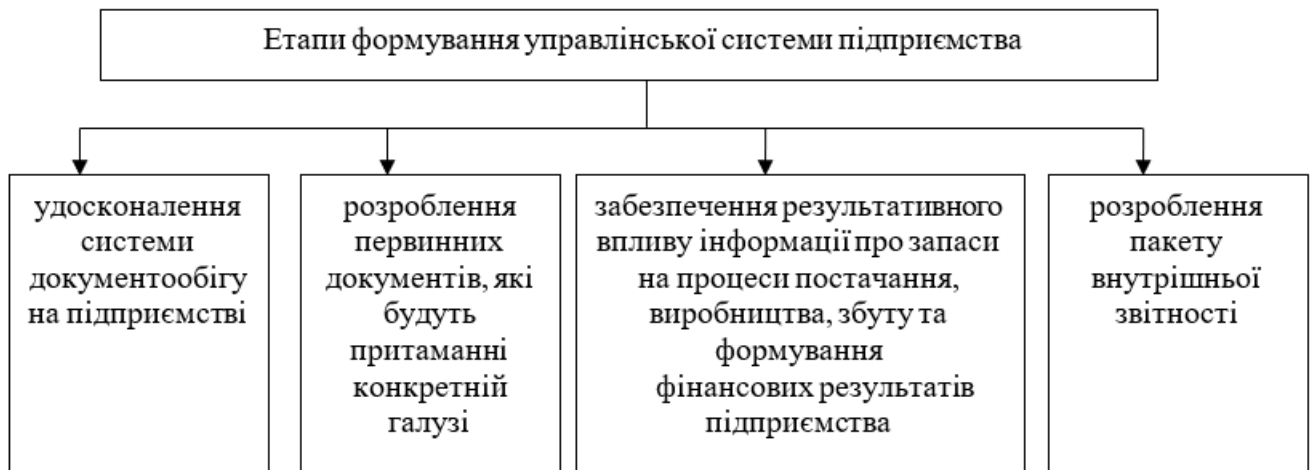 Етапи формування управлінської системи підприємства
удосконалення
системи
документообігу
на підприємстві
розроблення
первинних
документів, які
будуть
притаманні
конкретній
галузі
забезпечення результативного
впливу інформації про запаси
на процеси постачання,
виробництва, збуту та
формування
фінансових результатів
підприємства
розроблення
пакету
внутрішньої
звітності